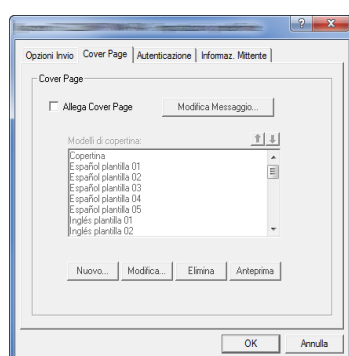 Opzioni Invio Cover Page Autenticazione Informaz. Mittente
Cover Page
Allega Cover Page Modifica Messaggio...
Modelli di copertina:
Copertina
Español plantilla 01
Español plantilla 02
Español plantilla 03
Español plantilla 04
Español plantilla 05
Inglés plantilla 01
Inglés plantilla 02
Nuovo... Modifica... Elimina Anteprima
OK Annulla